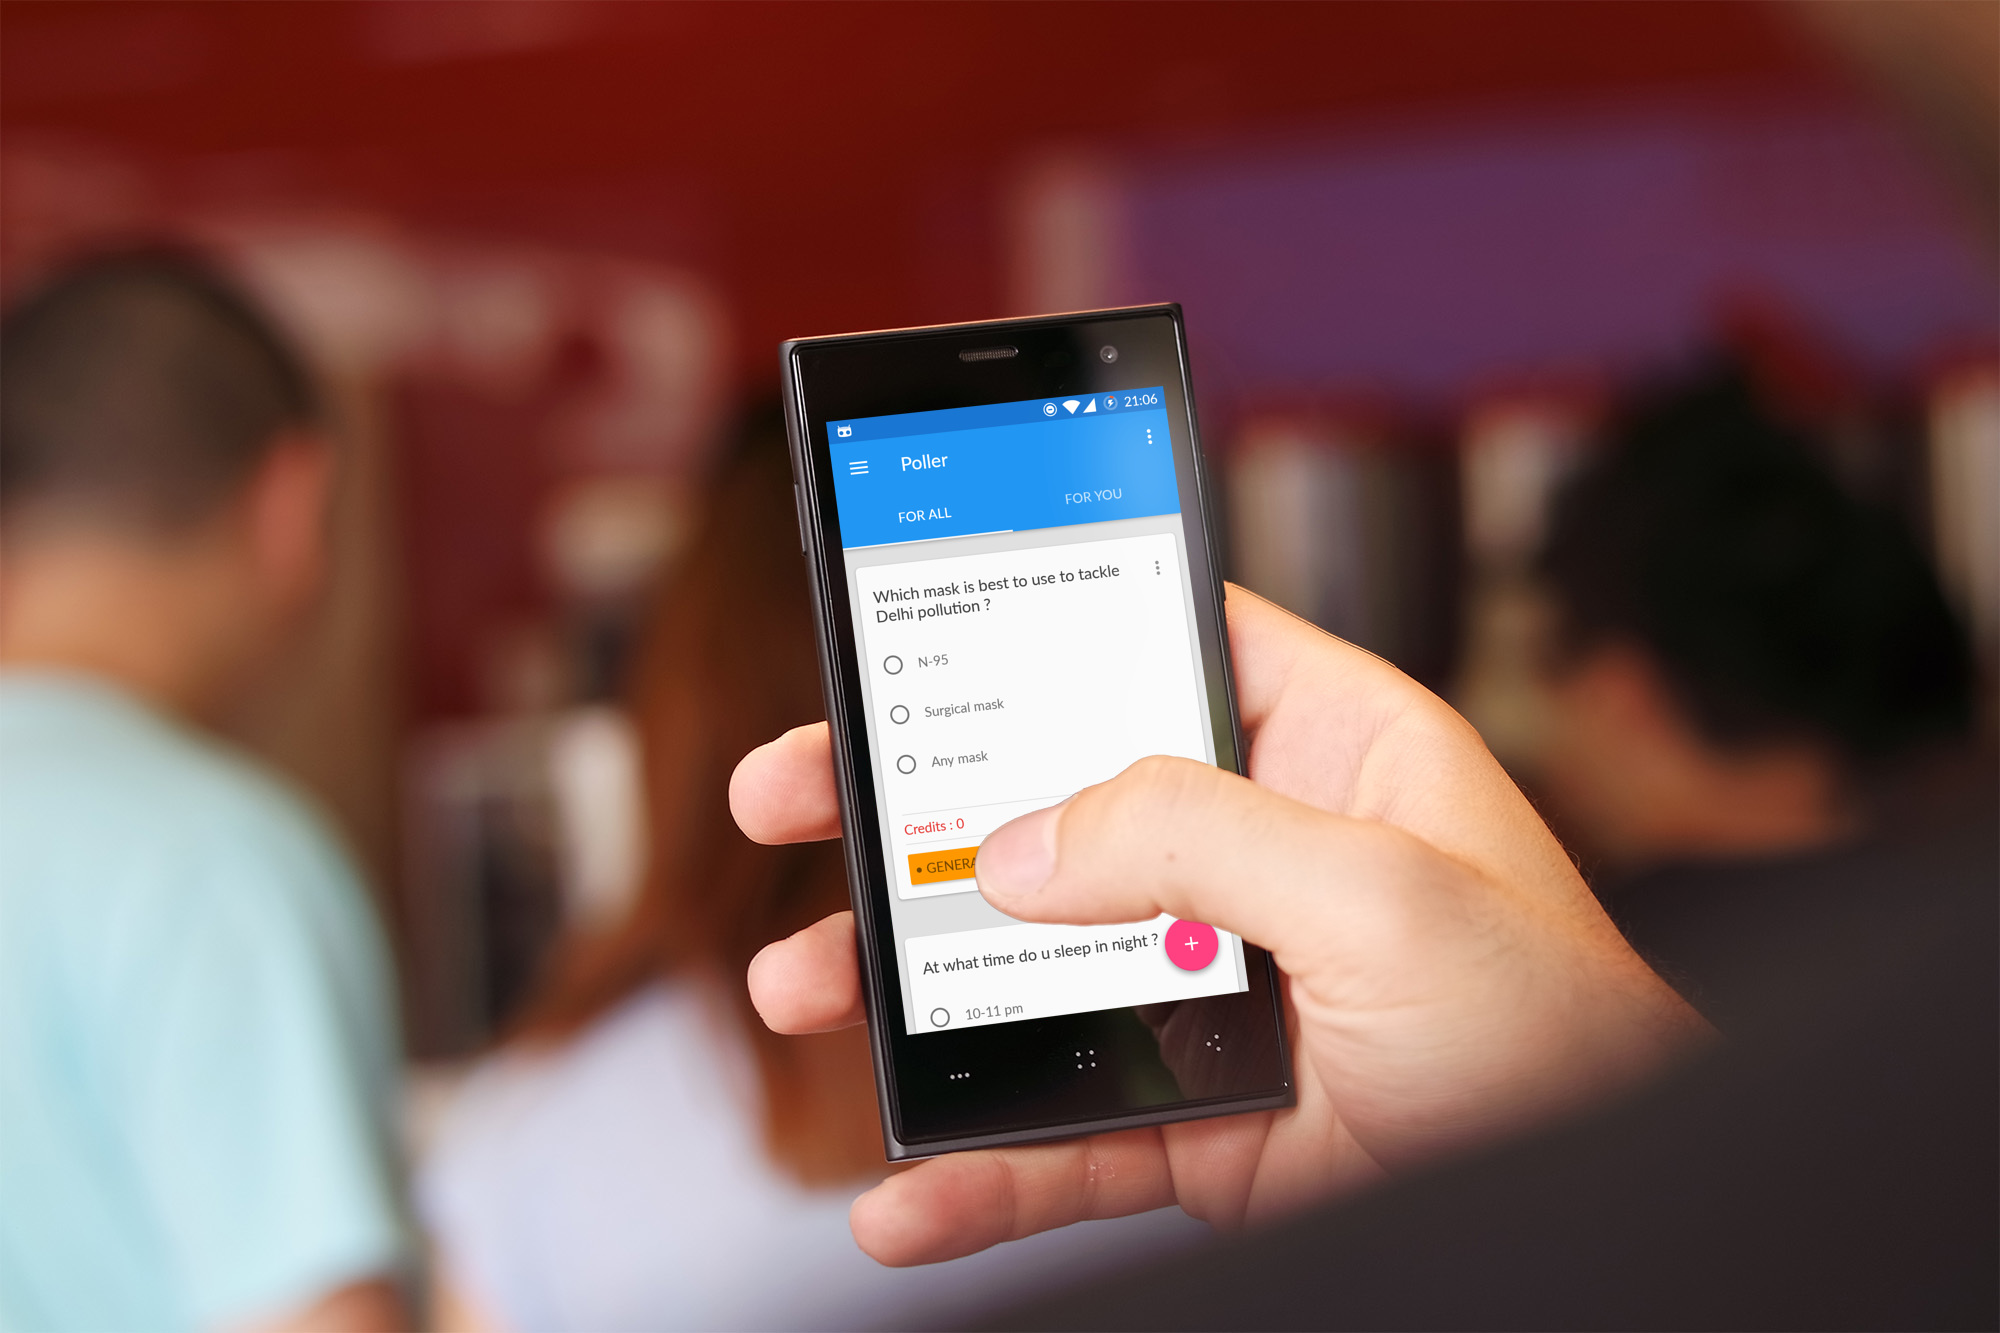 21:06
Poller
FOR ALL
FOR YOU
Which mask is best to use to tackle
Delhi pollution ?
N-95
Surgical mask
Any mask
Credits : 0
At what time do u sleep in night ?
10-11 pm